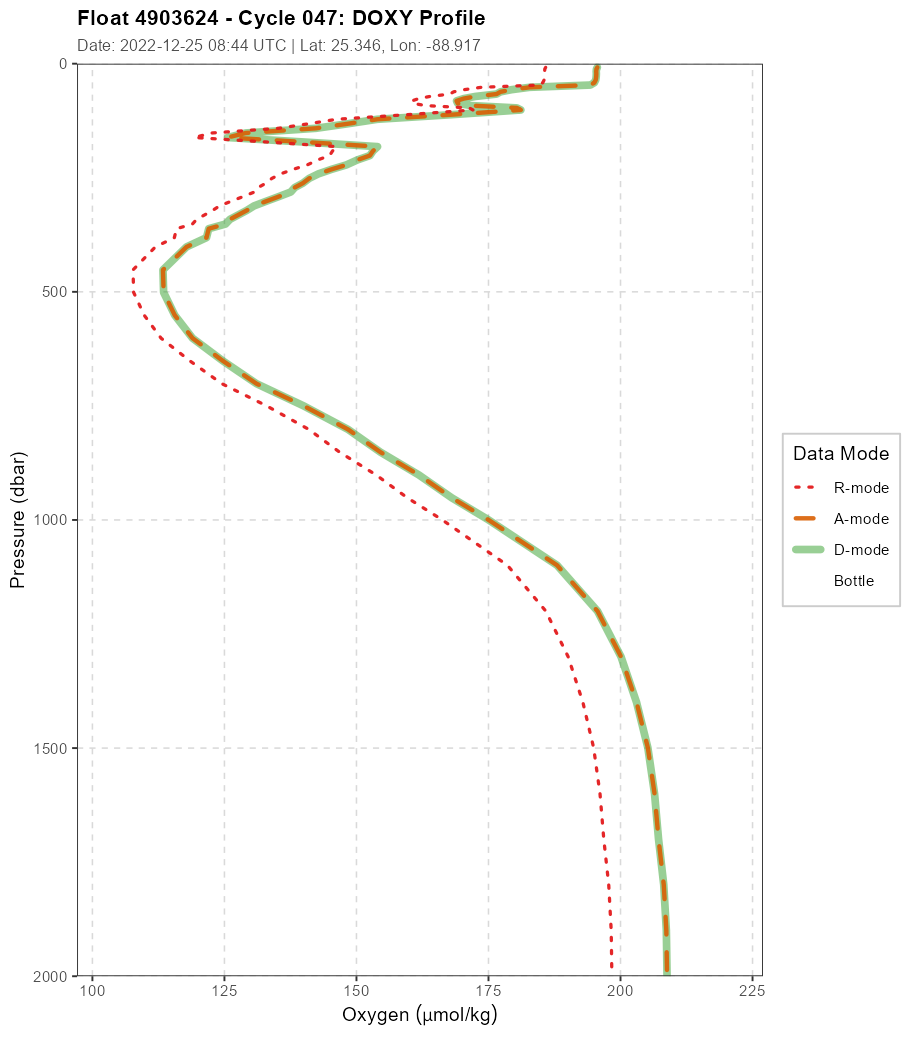 Float 4903624 - Cycle 047: DOXY Profile
Date: 2022-12-25 08:44 UTC | Lat: 25.346, Lon: -88.917
0
500
1000
1500
2000
Pressure (dbar)
100 125 150 175 200 225
Oxygen (μmol/kg)
Data Mode
R-mode
A-mode
D-mode
Bottle